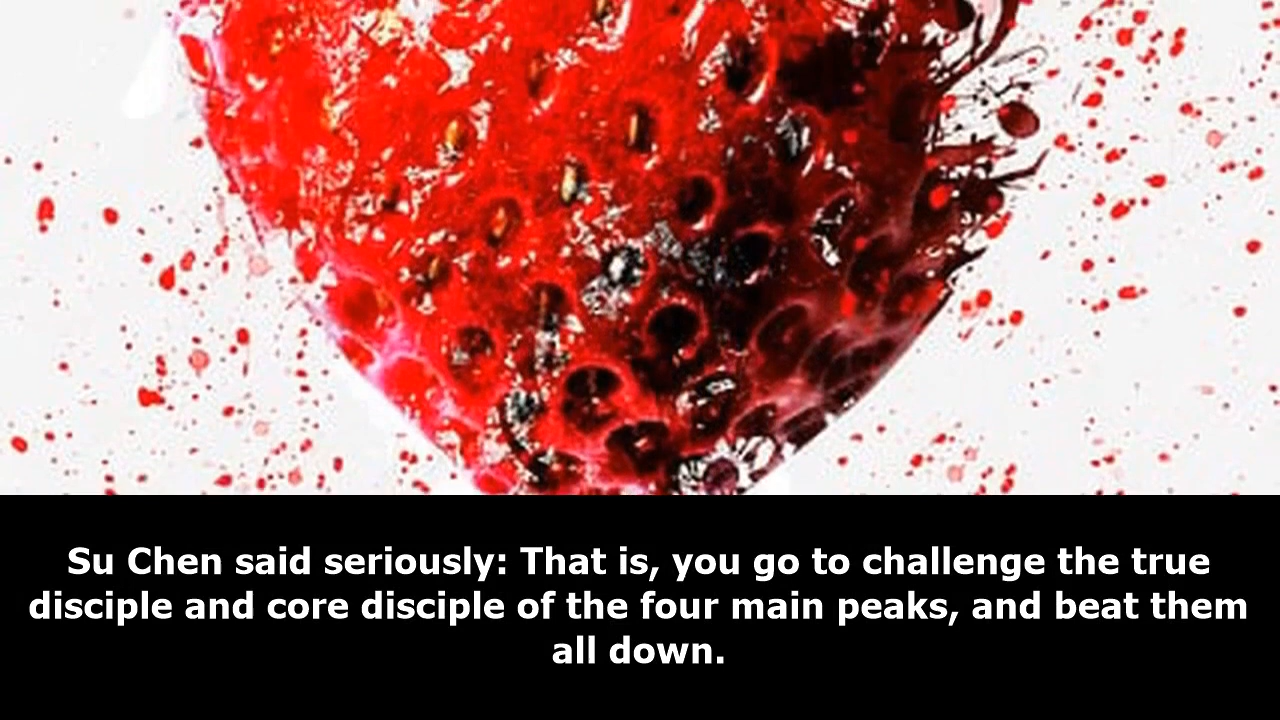 Su Chen said seriously: That is, you go to challenge the true
disciple and core disciple of the four main peaks, and beat them
all down.